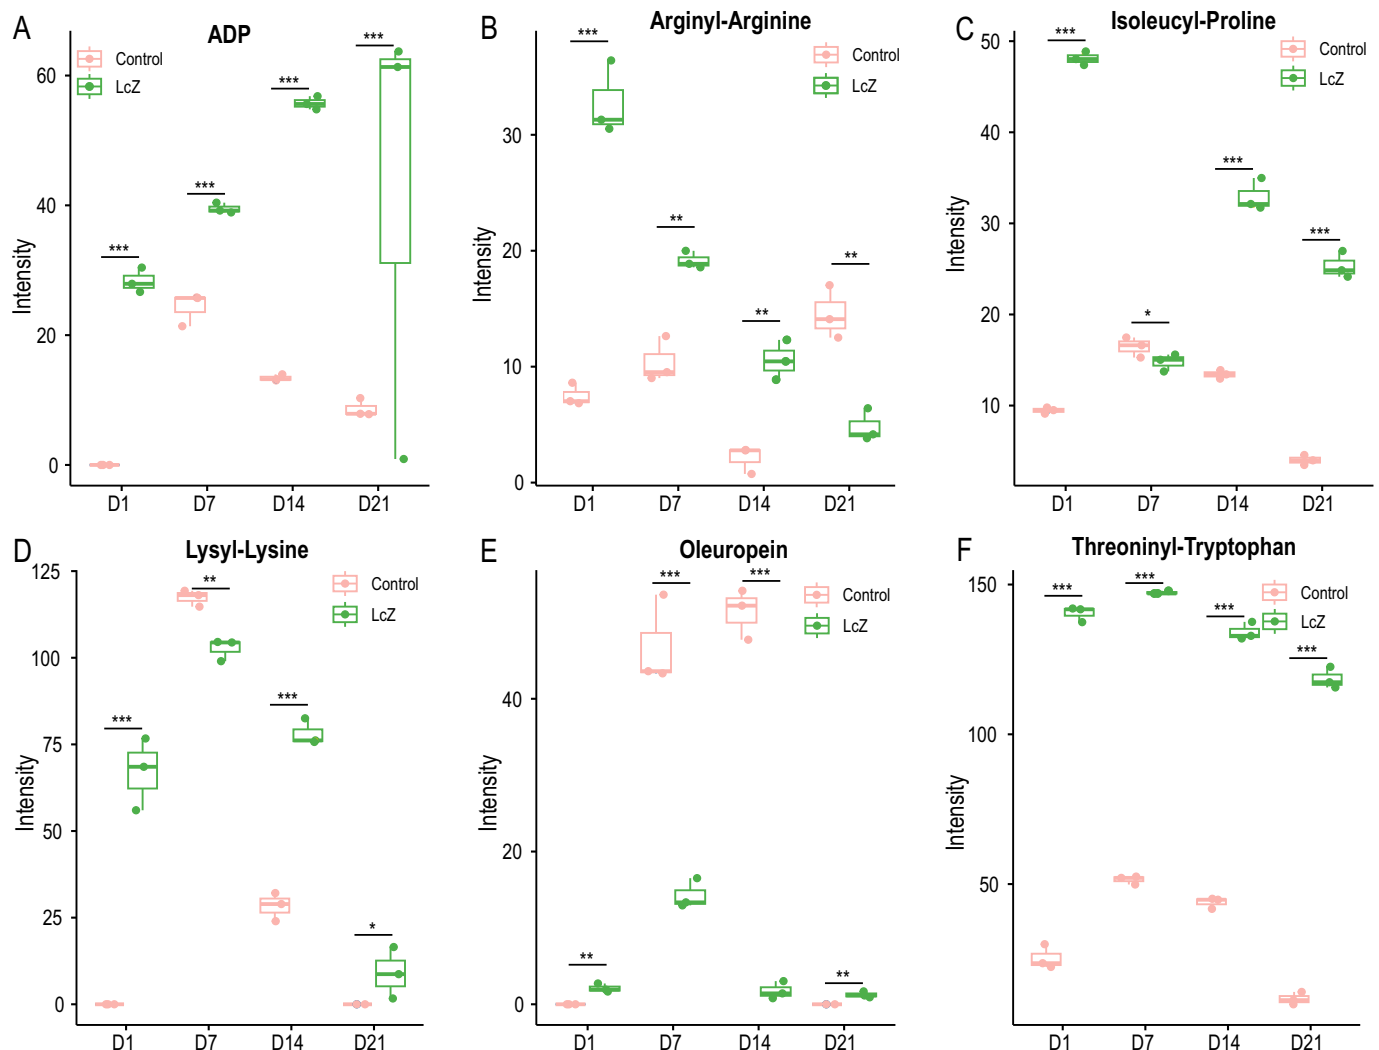 A
ADP
Control
LcZ
***
***
***
***
Intensity
60
40
20
0
D1
D7
D14
D21
B
Arginyl-Arginine
Control
LcZ
***
**
**
**
Intensity
30
20
10
0
D1
D7
D14
D21
C
Isoleucyl-Proline
Control
LcZ
***
*
***
***
Intensity
50
40
30
20
10
D1
D7
D14
D21
D
Lysyl-Lysine
Control
LcZ
***
**
***
*
Intensity
125
100
75
50
25
0
D1
D7
D14
D21
E
Oleuropein
Control
LcZ
**
***
***
**
Intensity
40
20
0
D1
D7
D14
D21
F
Threoninyl-Tryptophan
Control
LcZ
***
***
***
***
Intensity
150
100
50
D1
D7
D14
D21